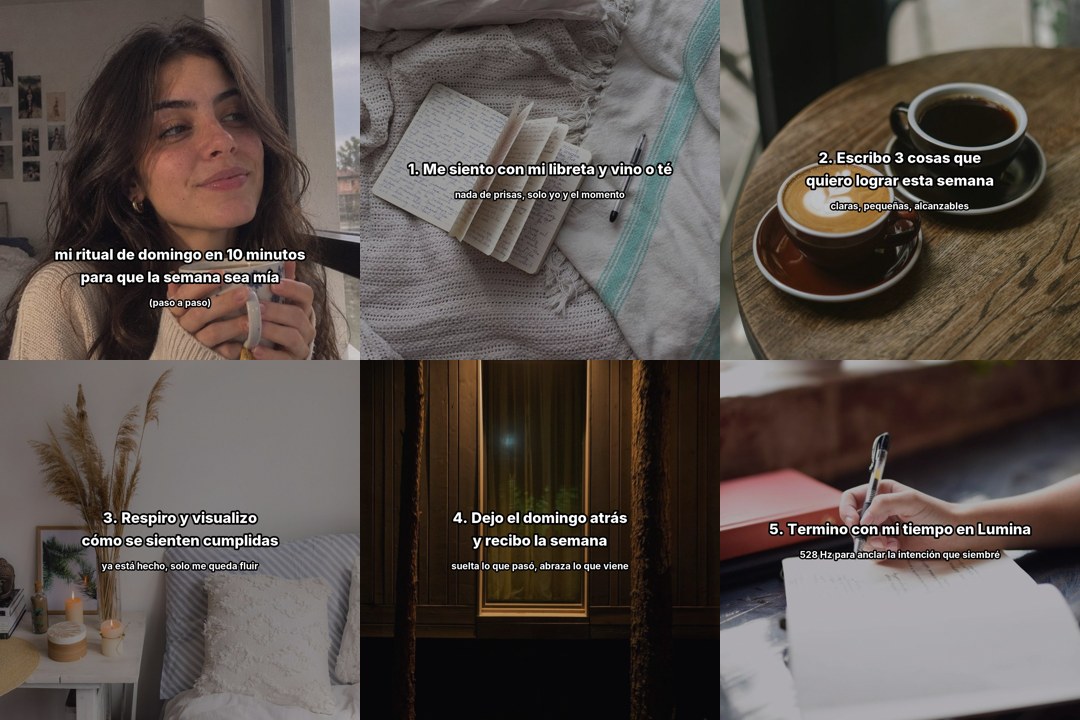 mi ritual de domingo en 10 minutos
para que la semana sea mía
(paso a paso)
1. Me siento con mi libreta y vino o té
nada de prisas, solo yo y el momento
2. Escribo 3 cosas que
quiero lograr esta semana
claras, pequeñas, alcanzables
3. Respiro y visualizo
cómo se sienten cumplidas
ya está hecho, solo me queda fluir
4. Dejo el domingo atrás
y recibo la semana
suelta lo que pasó, abraza lo que viene
5. Termino con mi tiempo en Lumina
528 Hz para anclar la intención que siembré